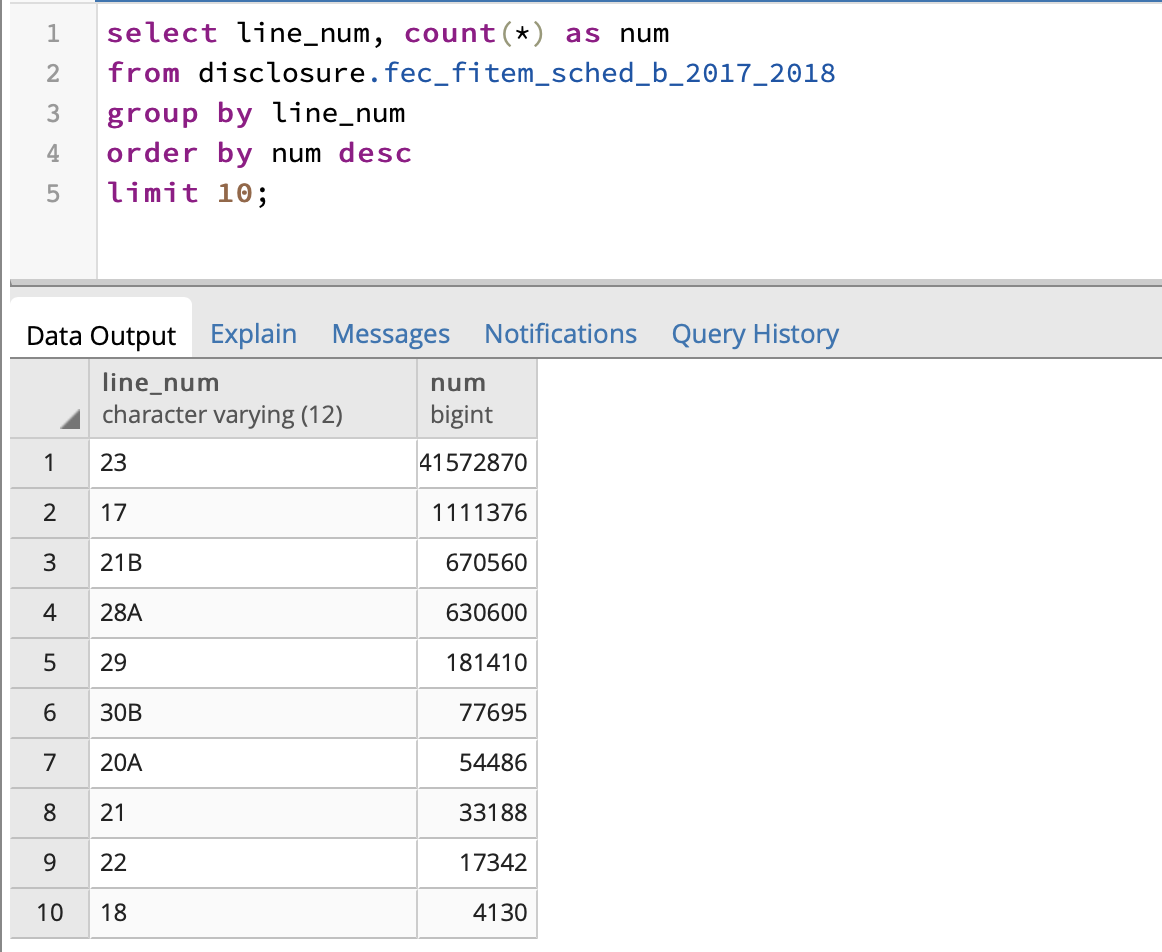 1 select line_num, count(*) as num
2 from disclosure.fec_fitem_sched_b_2017_2018
3 group by line_num
4 order by num desc
5 limit 10;
Data Output Explain Messages Notifications Query History
line_num num
character varying (12) bigint
1 23 41572870
2 17 1111376
3 21B 670560
4 28A 630600
5 29 181410
6 30B 77695
7 20A 54486
8 21 33188
9 22 17342
10 18 4130